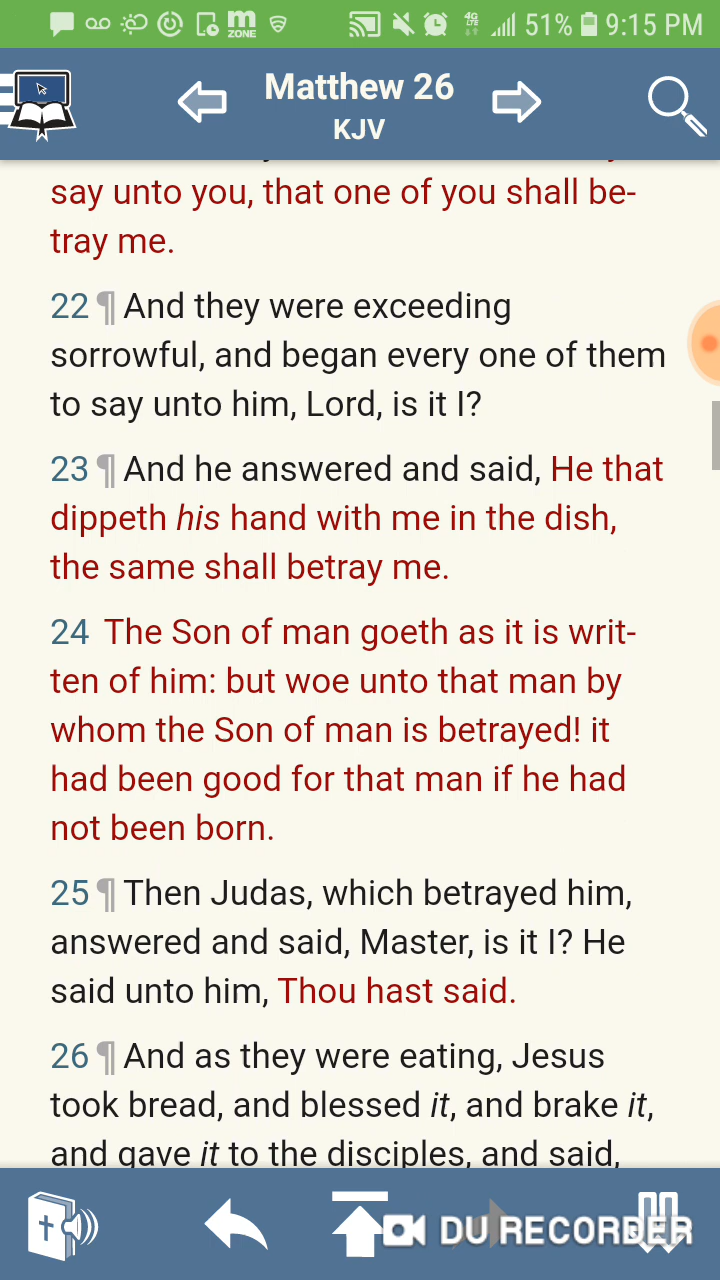 m 4G 51% 9:15 PM
ZONE LTE
Matthew 26
KJV
say unto you, that one of you shall be-
tray me.
22 ¶ And they were exceeding
sorrowful, and began every one of them
to say unto him, Lord, is it I?
23 ¶ And he answered and said, He that
dippeth his hand with me in the dish,
the same shall betray me.
24 The Son of man goeth as it is writ-
ten of him: but woe unto that man by
whom the Son of man is betrayed! it
had been good for that man if he had
not been born.
25 ¶ Then Judas, which betrayed him,
answered and said, Master, is it I? He
said unto him, Thou hast said.
26 ¶ And as they were eating, Jesus
took bread, and blessed it, and brake it,
and gave it to the disciples, and said,
DU RECORDER